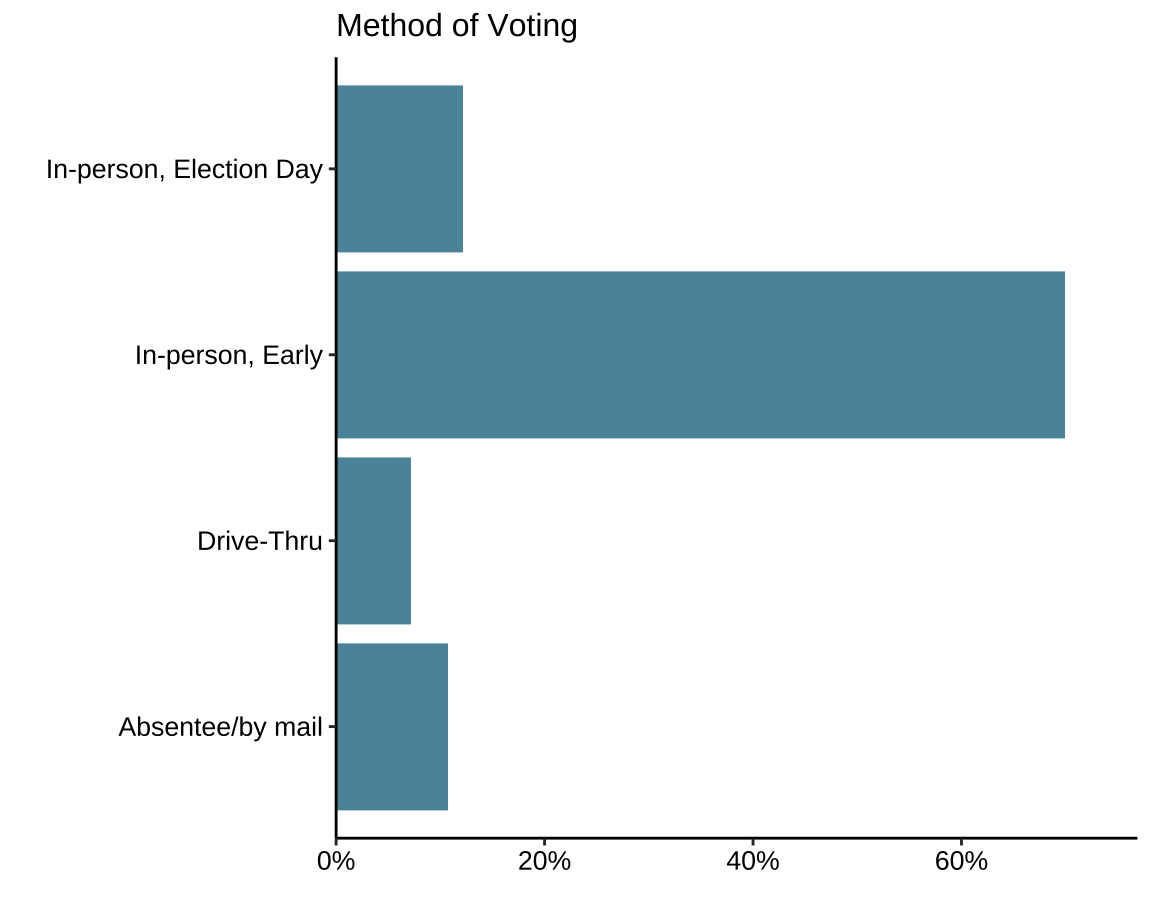 Method of Voting
In-person, Election Day
In-person, Early
Drive-Thru
Absentee/by mail
0% 20% 40% 60%